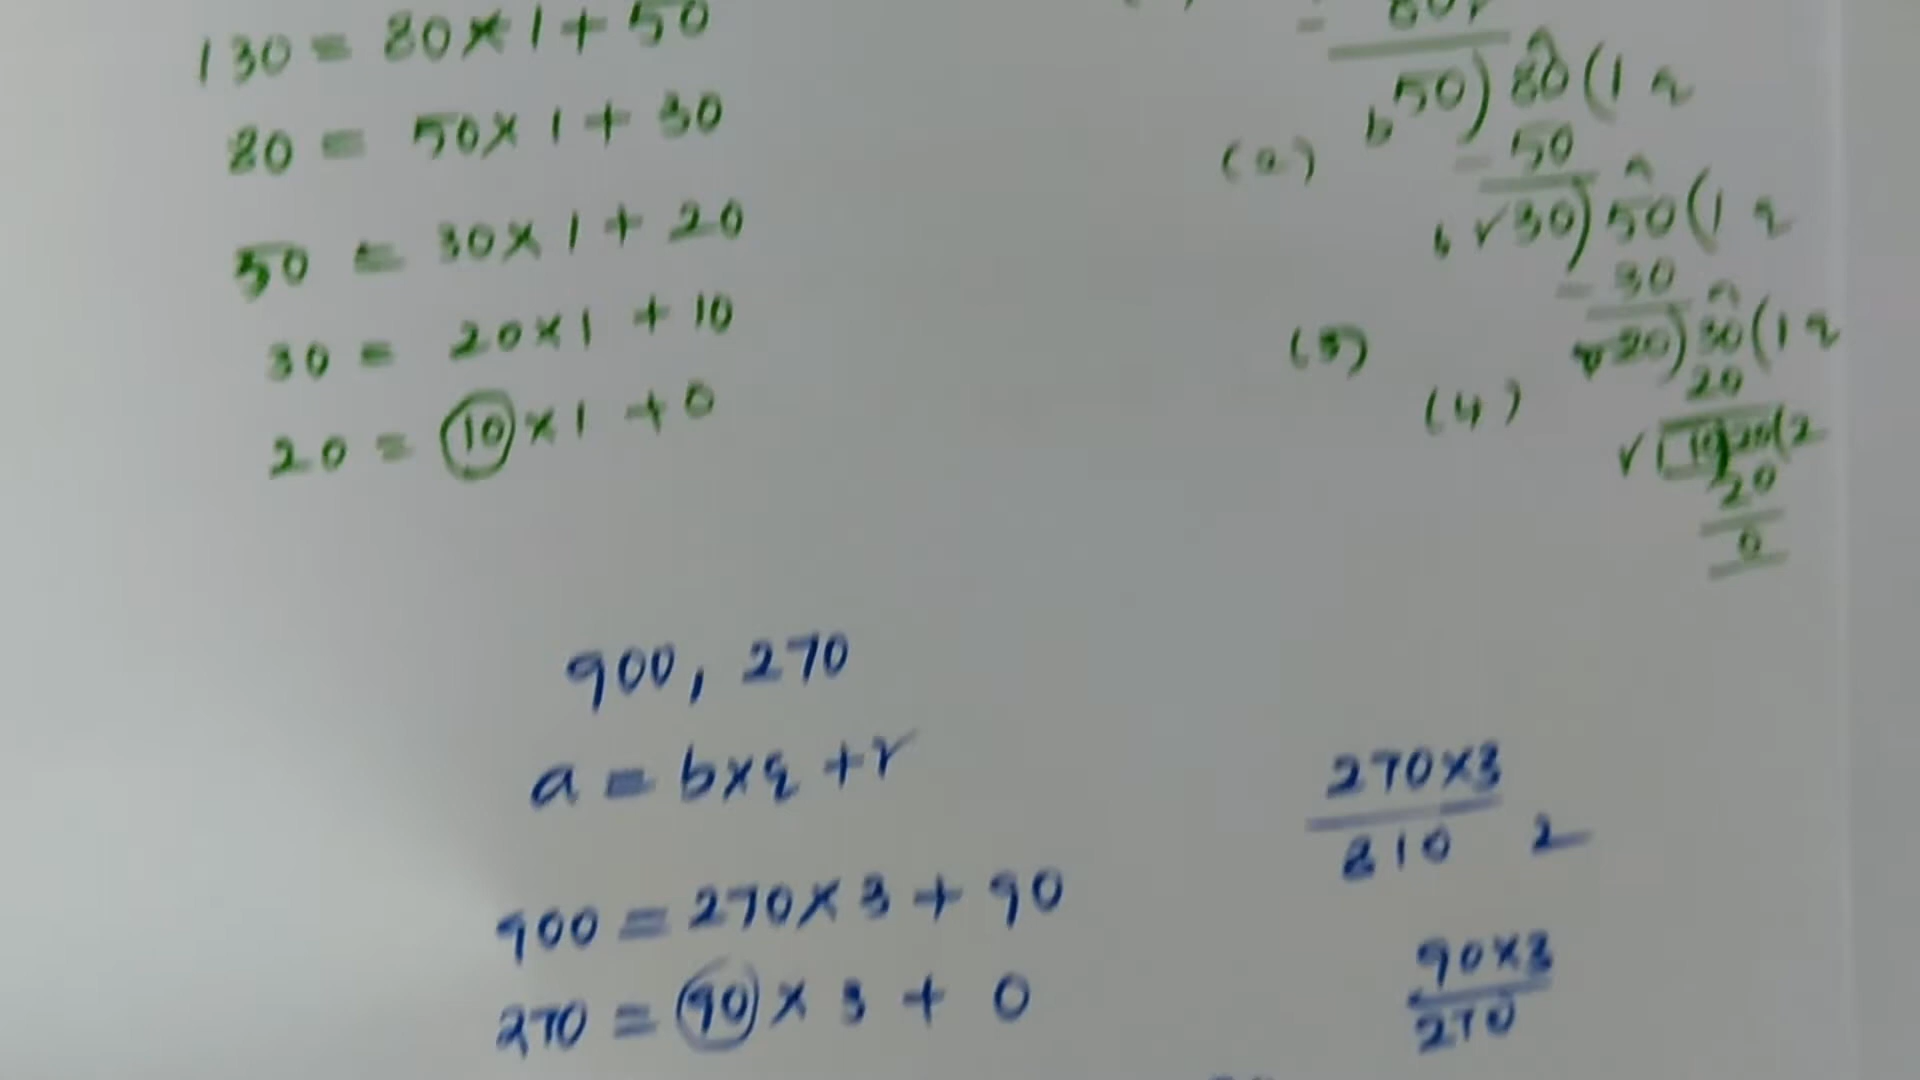 130 = 80 × 1 + 50
80 = 50 × 1 + 30
50 = 30 × 1 + 20
30 = 20 × 1 + 10
20 = 10 × 1 + 0
b 50) 80 (1 q
(2)
- 50
b r 30) 50 (1 q
- 30
(3)
r 20) 30 (1 q
20
(4)
r 10) 20 (2
20
0
900, 270
a = b×q + r
270×3
810
2
900 = 270 × 3 + 90
270 = 90 × 3 + 0
90×3
270